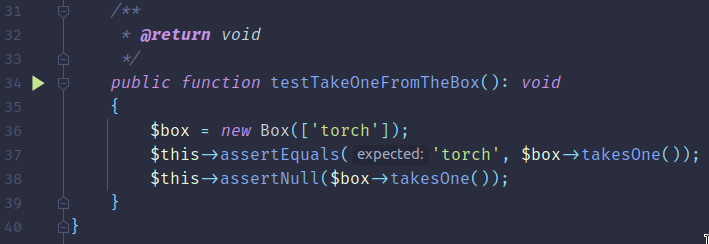 31 /**
32 * @return void
33 */
34 public function testTakeOneFromTheBox(): void
35 {
36 $box = new Box(['torch']);
37 $this->assertEquals( expected: 'torch', $box->takesOne());
38 $this->assertNull($box->takesOne());
39 }
40 }